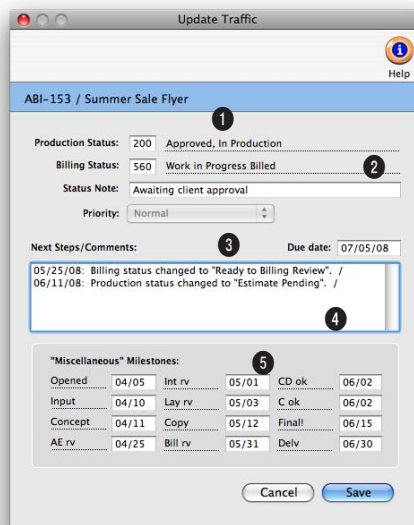 Update Traffic
Help
ABI-153 / Summer Sale Flyer
1
Production Status: 200 Approved, In Production
Billing Status: 560 Work in Progress Billed 2
Status Note: Awaiting client approval
Priority: Normal
Next Steps/Comments: 3 Due date: 07/05/08
05/25/08: Billing status changed to "Ready to Billing Review". /
06/11/08: Production status changed to "Estimate Pending". /
4
"Miscellaneous" Milestones: 5
Opened 04/05 Int rv 05/01 CD ok 06/02
Input 04/10 Lay rv 05/03 C ok 06/02
Concept 04/11 Copy 05/12 Final! 06/15
AE rv 04/25 Bill rv 05/31 Delv 06/30
Cancel Save